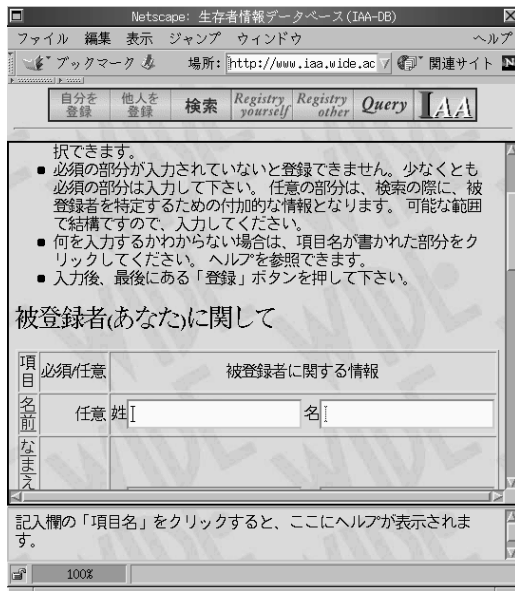 Netscape: 生存者情報データベース(IAA-DB)
ファイル 編集 表示 ジャンプ ウィンドウ ヘルプ
ブックマーク 場所: http://www.iaa.wide.ac 関連サイト N
自分を登録 他人を登録 検索 Registry yourself Registry other Query IAA
択できます。
必須の部分が入力されていないと登録できません。少なくとも
必須の部分は入力して下さい。 任意の部分は、検索の際に、被
登録者を特定するための付加的な情報となります。 可能な範囲
で結構ですので、入力してください。
何を入力するかわからない場合は、項目名が書かれた部分をク
リックしてください。 ヘルプを参照できます。
入力後、最後にある「登録」ボタンを押して下さい。
被登録者(あなた)に関して
項目 必須/任意 被登録者に関する情報
名前 任意 姓 名
なまえ
記入欄の「項目名」をクリックすると、ここにヘルプが表示されま
す。
100%